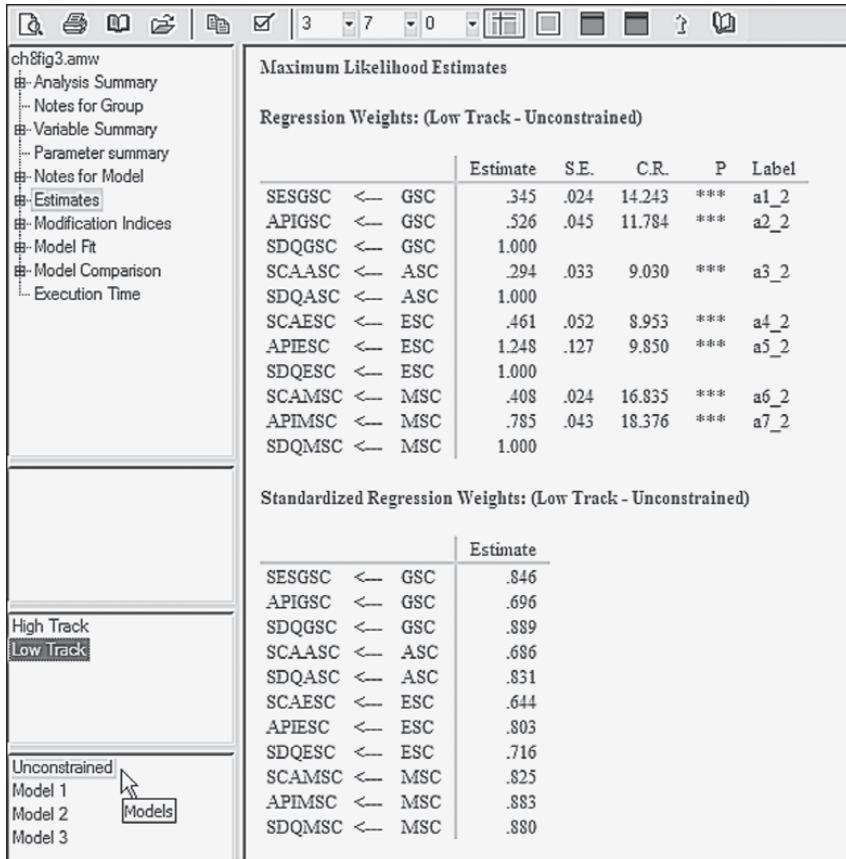 3 7 0
ch8fig3.amw
Analysis Summary
Notes for Group
Variable Summary
Parameter summary
Notes for Model
Estimates
Modification Indices
Model Fit
Model Comparison
Execution Time
High Track
Low Track
Unconstrained
Model 1
Model 2
Model 3
Models
Maximum Likelihood Estimates
Regression Weights: (Low Track - Unconstrained)
Estimate S.E. C.R. P Label
SESGSC <--- GSC .345 .024 14.243 *** a1_2
APIGSC <--- GSC .526 .045 11.784 *** a2_2
SDQGSC <--- GSC 1.000
SCAASC <--- ASC .294 .033 9.030 *** a3_2
SDQASC <--- ASC 1.000
SCAESC <--- ESC .461 .052 8.953 *** a4_2
APIESC <--- ESC 1.248 .127 9.850 *** a5_2
SDQESC <--- ESC 1.000
SCAMSC <--- MSC .408 .024 16.835 *** a6_2
APIMSC <--- MSC .785 .043 18.376 *** a7_2
SDQMSC <--- MSC 1.000
Standardized Regression Weights: (Low Track - Unconstrained)
Estimate
SESGSC <--- GSC .846
APIGSC <--- GSC .696
SDQGSC <--- GSC .889
SCAASC <--- ASC .686
SDQASC <--- ASC .831
SCAESC <--- ESC .644
APIESC <--- ESC .803
SDQESC <--- ESC .716
SCAMSC <--- MSC .825
APIMSC <--- MSC .883
SDQMSC <--- MSC .880